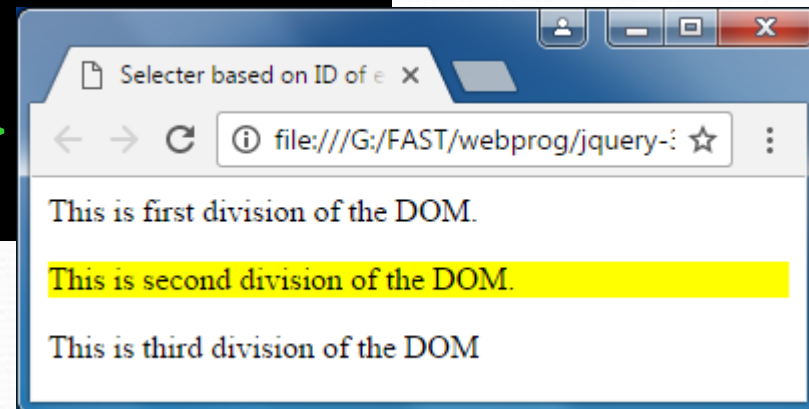 Selecter based on ID of e
file:///G:/FAST/webprog/jquery-3
This is first division of the DOM.
This is second division of the DOM.
This is third division of the DOM